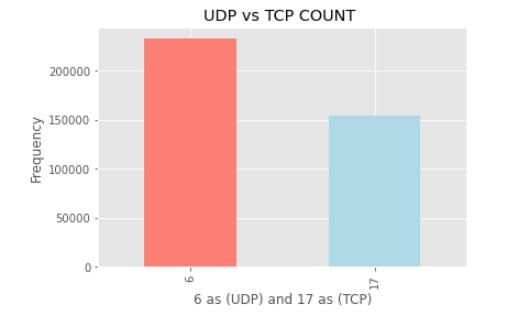 UDP vs TCP COUNT
200000
150000
100000
50000
0
Frequency
6
17
6 as (UDP) and 17 as (TCP)